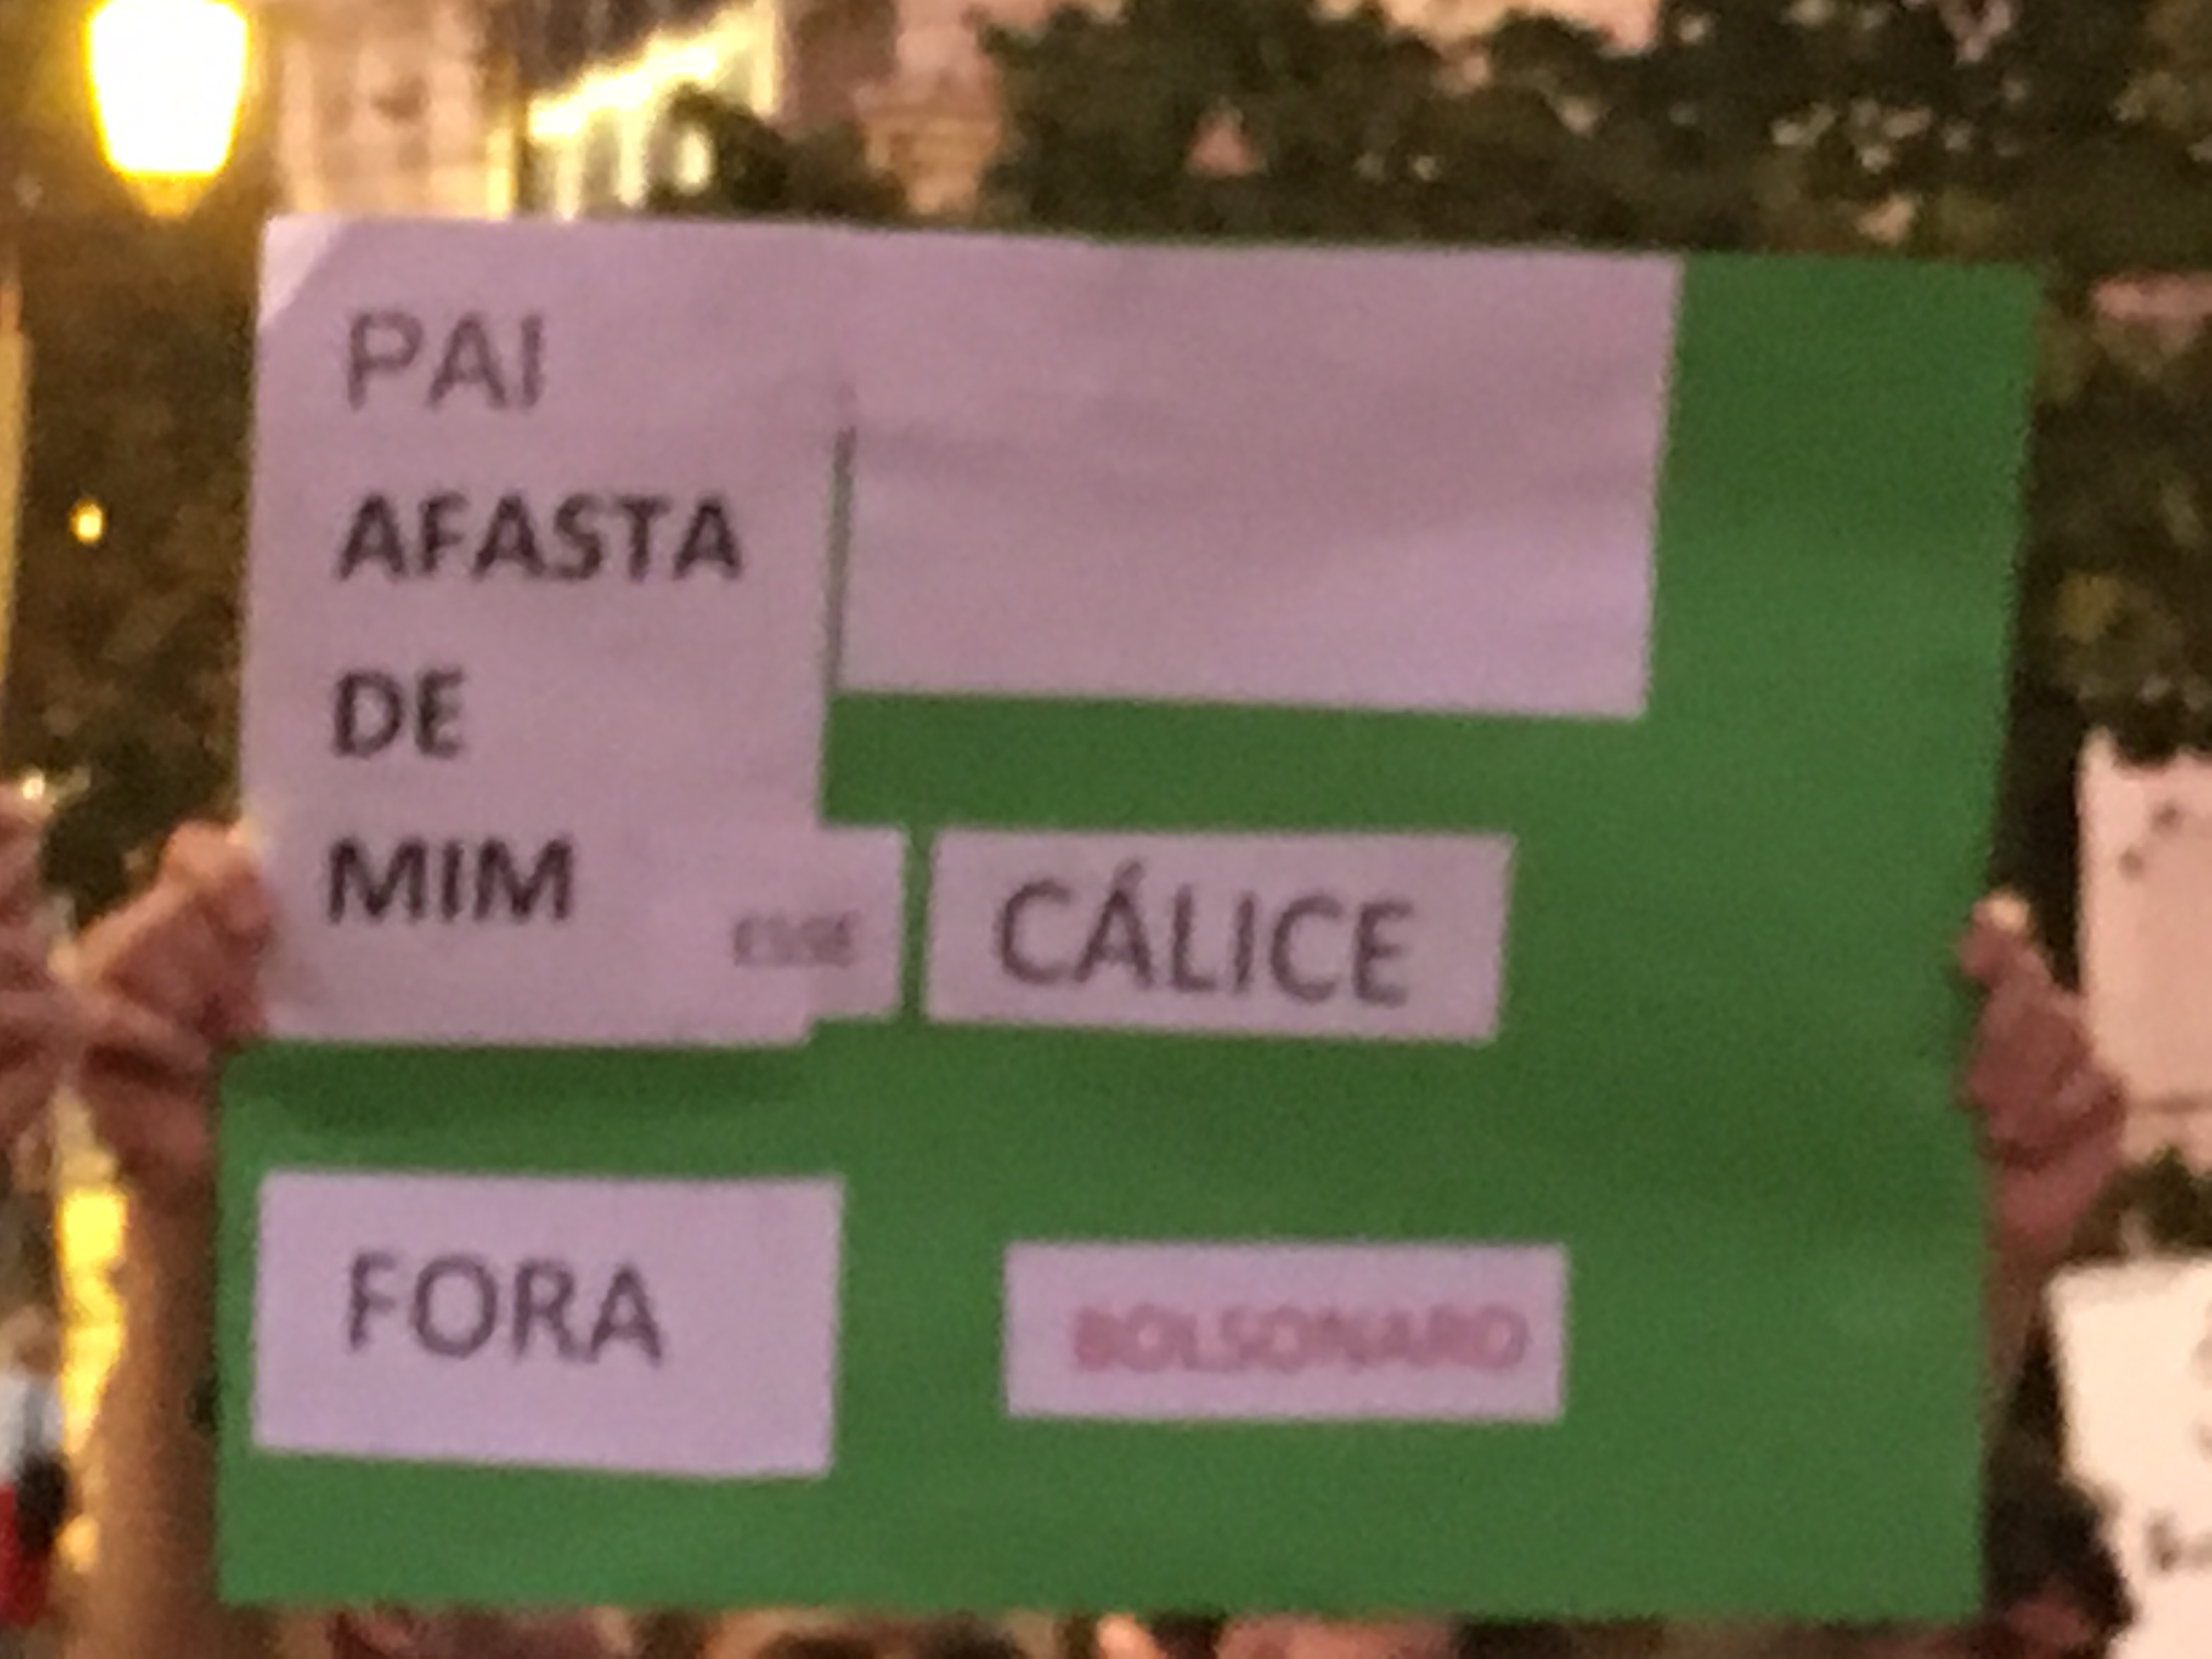 PAI
AFASTA
DE
MIM ESSE CÁLICE
FORA BOLSONARO